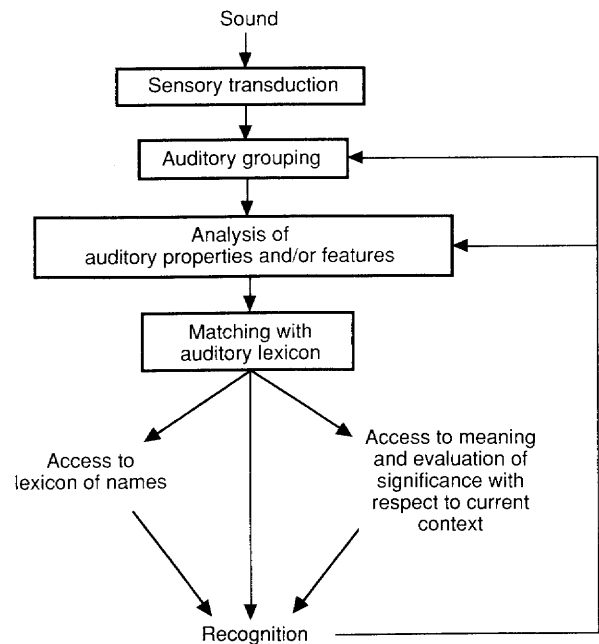 Sound
Sensory transduction
Auditory grouping
Analysis of
auditory properties and/or features
Matching with
auditory lexicon
Access to
lexicon of names
Access to meaning
and evaluation of
significance with
respect to current
context
Recognition